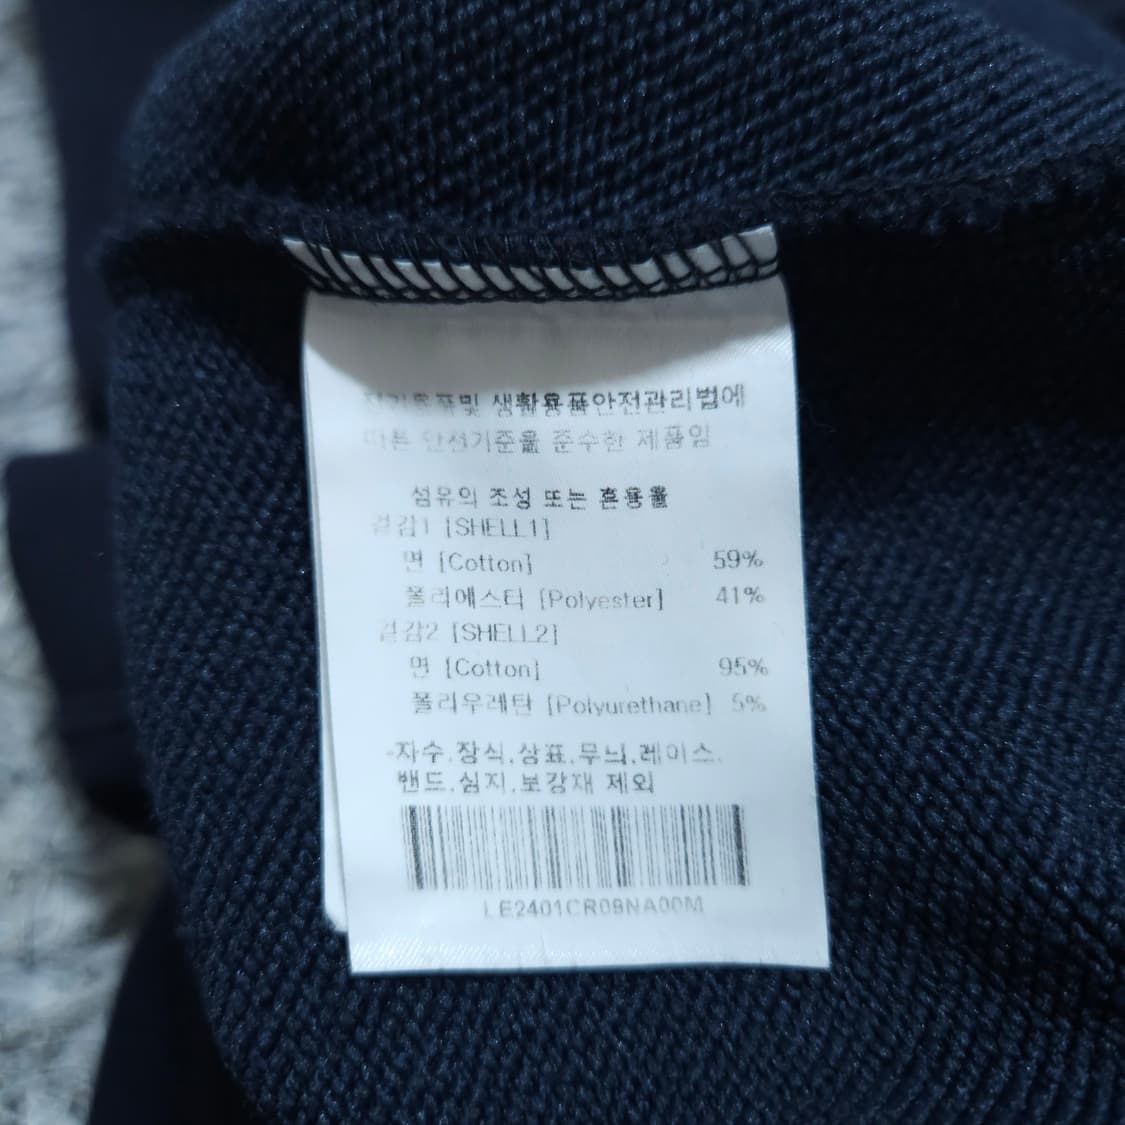 전기용품및 생활용품안전관리법에
따른 안전기준을 준수한 제품임
섬유의 조성 또는 혼용율
겉감1 [SHELL1]
면 [Cotton] 59%
폴리에스터 [Polyester] 41%
겉감2 [SHELL2]
면 [Cotton] 95%
폴리우레탄 [Polyurethane] 5%
-자수.장식.상표.무늬.레이스.
밴드.심지.보강재 제외
LE2401CR09NA00M